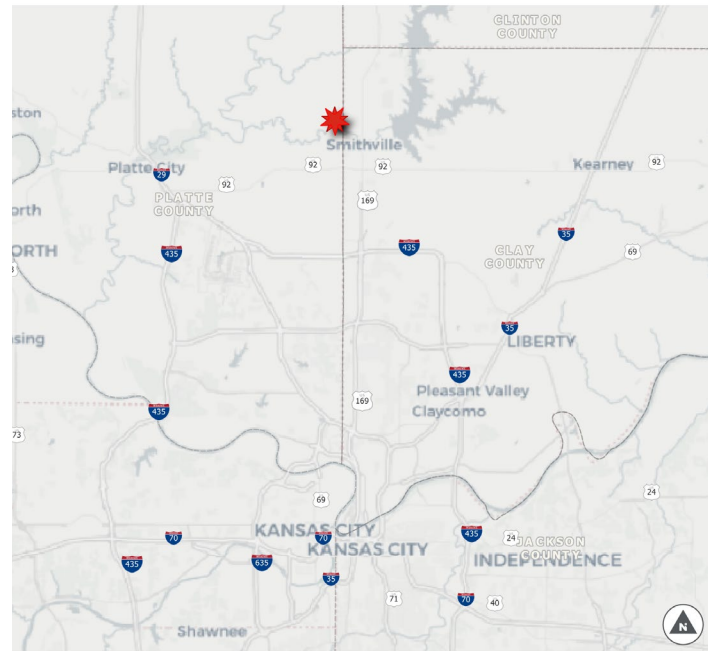 CLINTON
COUNTY
ston
Smithville
Platte City
29
92
92
92
Kearney
92
PLATTE
COUNTY
169
orth
35
ORTH
435
435
CLAY
COUNTY
69
3
35
sing
LIBERTY
435
Pleasant Valley
169
Claycomo
435
73
24
69
KANSAS CITY
70
70
KANSAS CITY
435
24
JACKSON
COUNTY
INDEPENDENCE
435
635
35
71
70
40
Shawnee
N